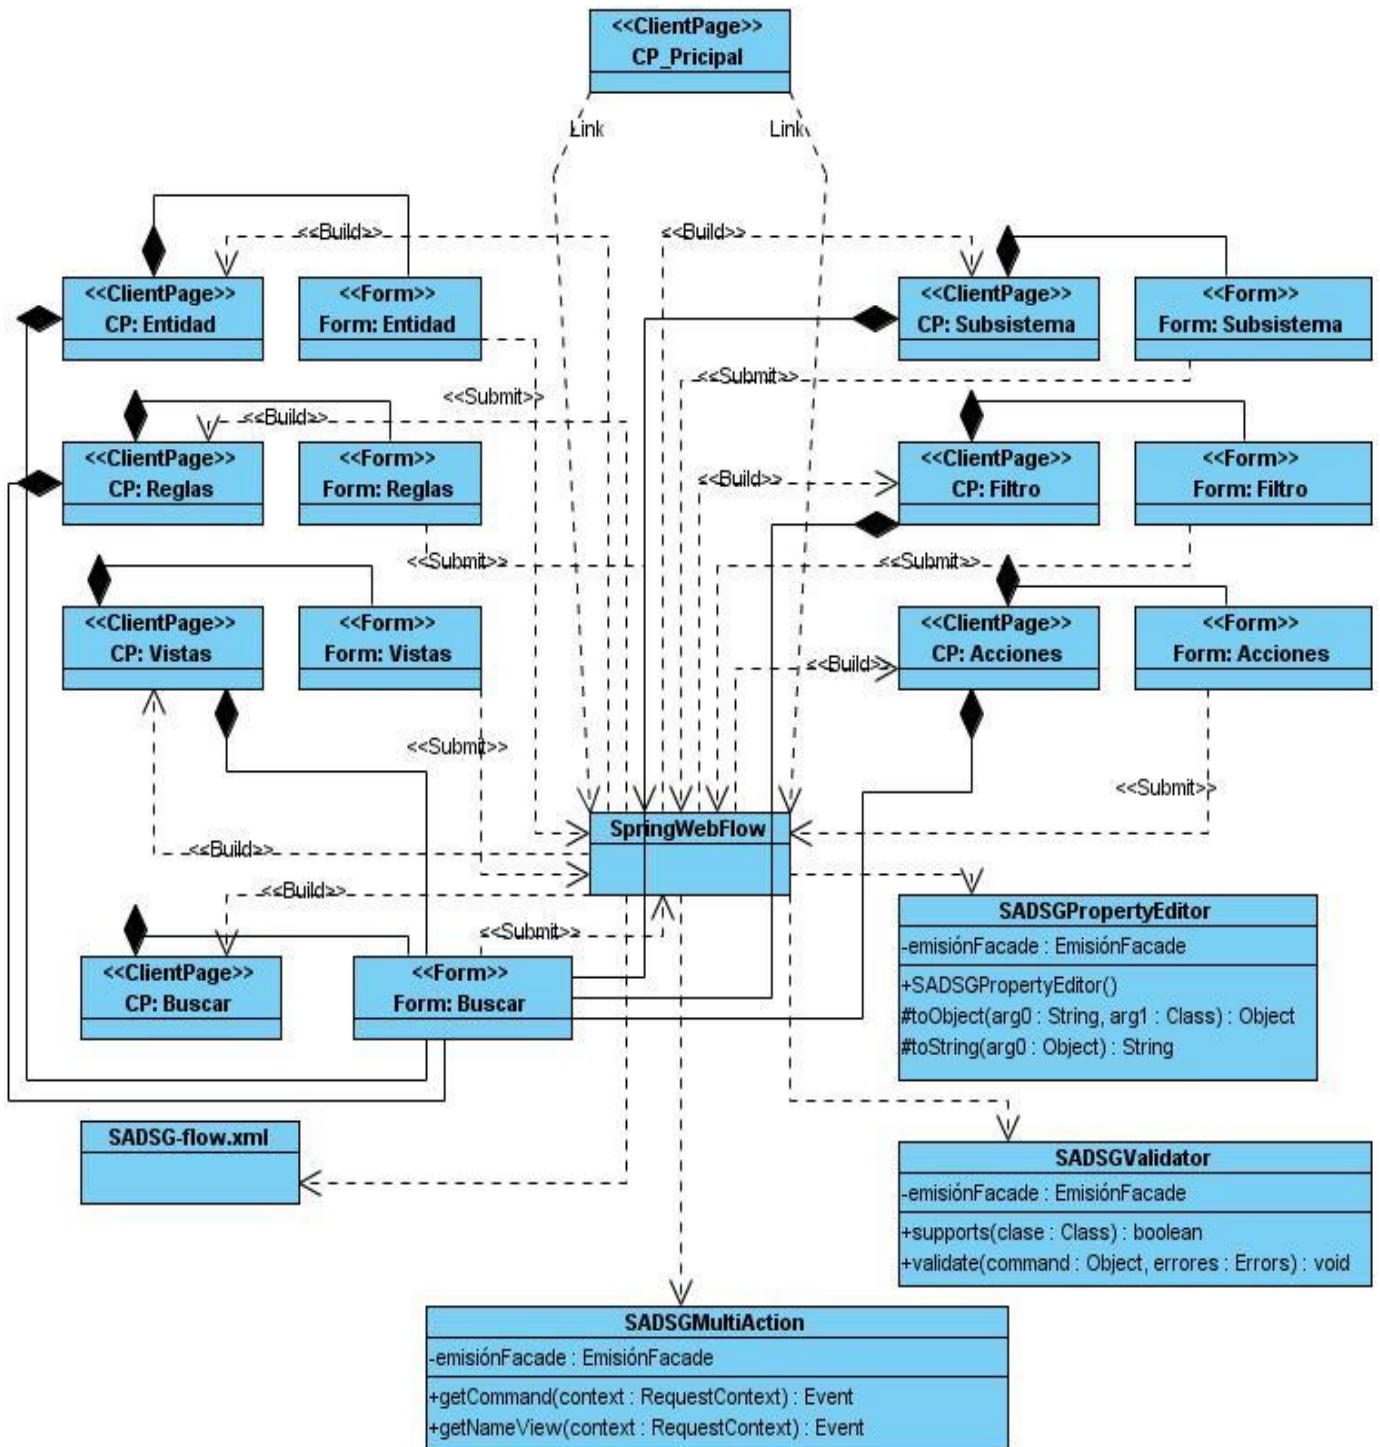 <<ClientPage>>
CP_Pricipal
Link
Link
<<Build>>
<<Build>>
<<ClientPage>>
CP: Entidad
<<Form>>
Form: Entidad
<<ClientPage>>
CP: Subsistema
<<Form>>
Form: Subsistema
<<Submit>>
<<Submit>>
<<Build>>
<<ClientPage>>
CP: Reglas
<<Form>>
Form: Reglas
<<Build>>
<<ClientPage>>
CP: Filtro
<<Form>>
Form: Filtro
<<Submit>>
<<Submit>>
<<ClientPage>>
CP: Vistas
<<Form>>
Form: Vistas
<<Build>>
<<ClientPage>>
CP: Acciones
<<Form>>
Form: Acciones
<<Submit>>
<<Submit>>
SpringWebFlow
<<Build>>
<<Build>>
<<Submit>>
<<ClientPage>>
CP: Buscar
<<Form>>
Form: Buscar
SADSGPropertyEditor
-emisiónFacade : EmisiónFacade
+SADSGPropertyEditor()
#toObject(arg0 : String, arg1 : Class) : Object
#toString(arg0 : Object) : String
SADSG-flow.xml
SADSGValidator
-emisiónFacade : EmisiónFacade
+supports(clase : Class) : boolean
+validate(command : Object, errores : Errors) : void
SADSGMultiAction
-emisiónFacade : EmisiónFacade
+getCommand(context : RequestContext) : Event
+getNameView(context : RequestContext) : Event